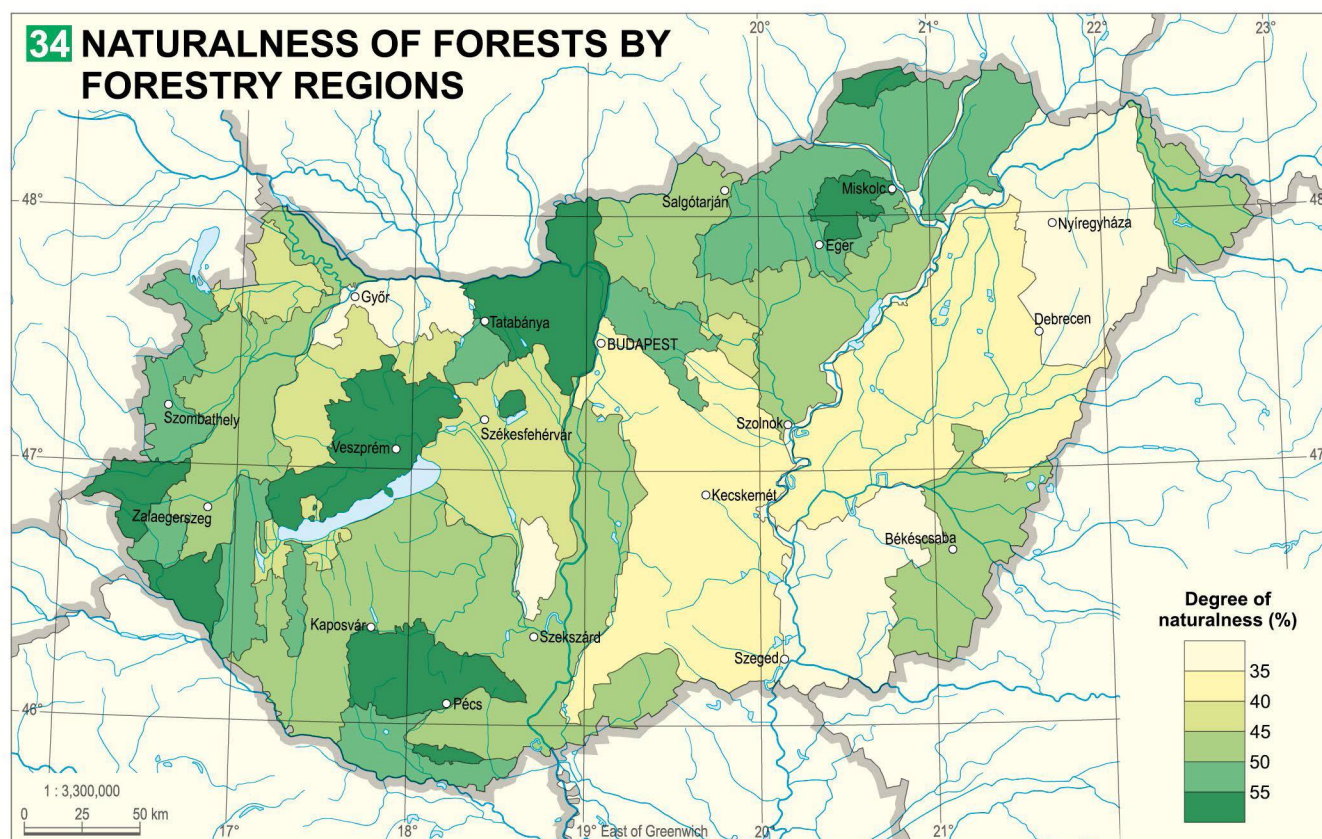 34 NATURALNESS OF FORESTS BY
FORESTRY REGIONS
20°
21°
22°
23°
48°
48°
Salgótarján
Miskolc
Nyíregyháza
Eger
Győr
Tatabánya
BUDAPEST
Debrecen
Szombathely
Székesfehérvár
Szolnok
Veszprém
47°
47°
Kecskemét
Zalaegerszeg
Békéscsaba
Kaposvár
Szekszárd
Szeged
Pécs
46°
Degree of
naturalness (%)
35
40
45
50
55
1 : 3,300,000
0 25 50 km
17°
18°
19° East of Greenwich
20°
21°